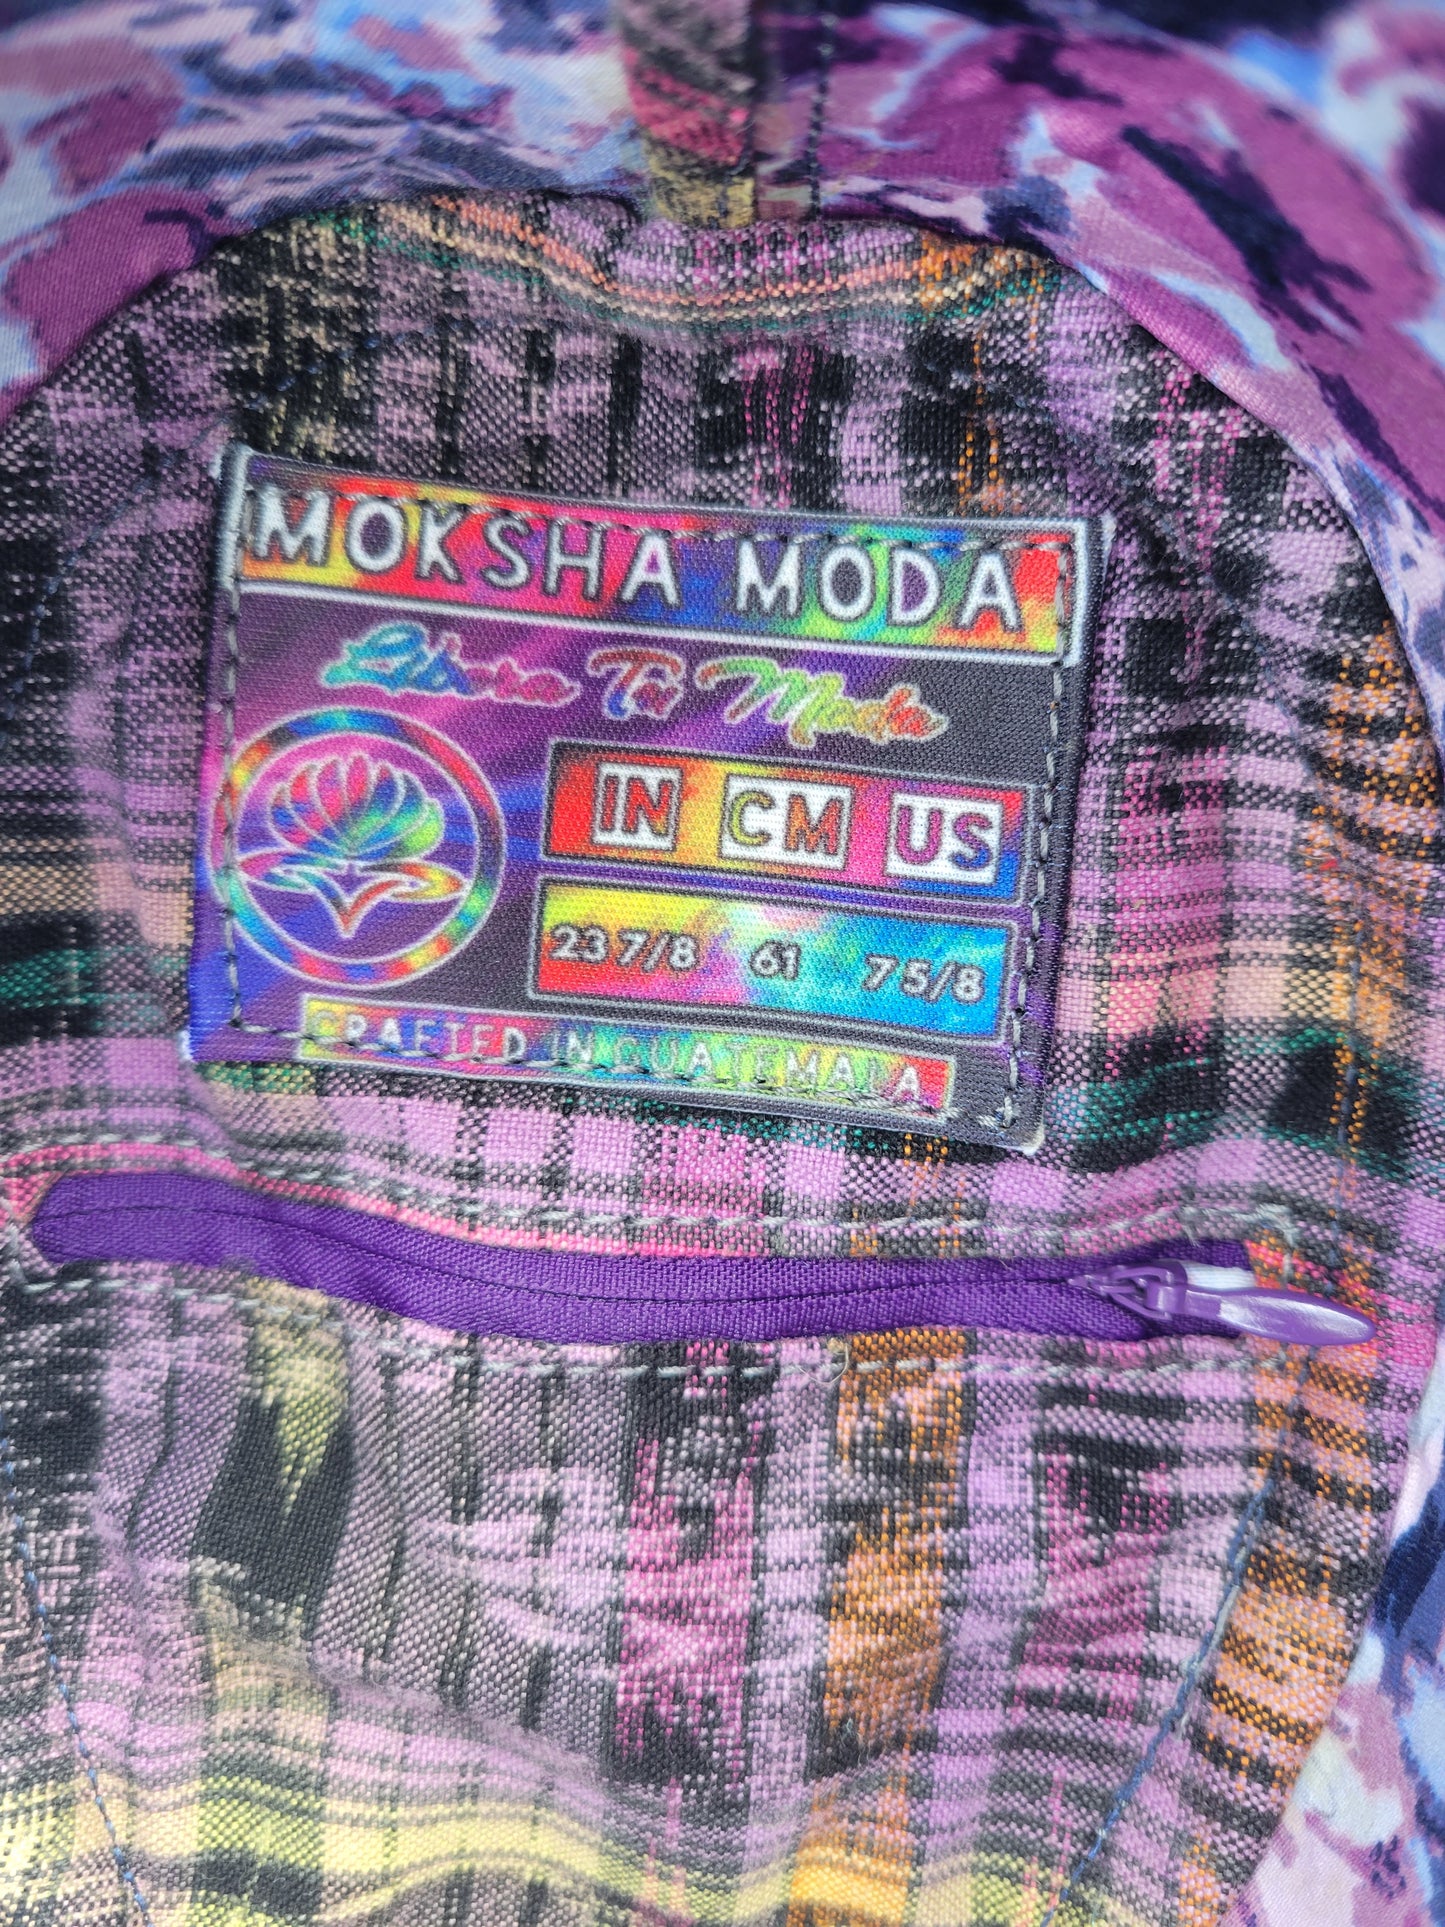 MOKSHA MODA
Libera Tu Moda
IN CM US
23 7/8 61 7 5/8
CRAFTED IN GUATEMALA